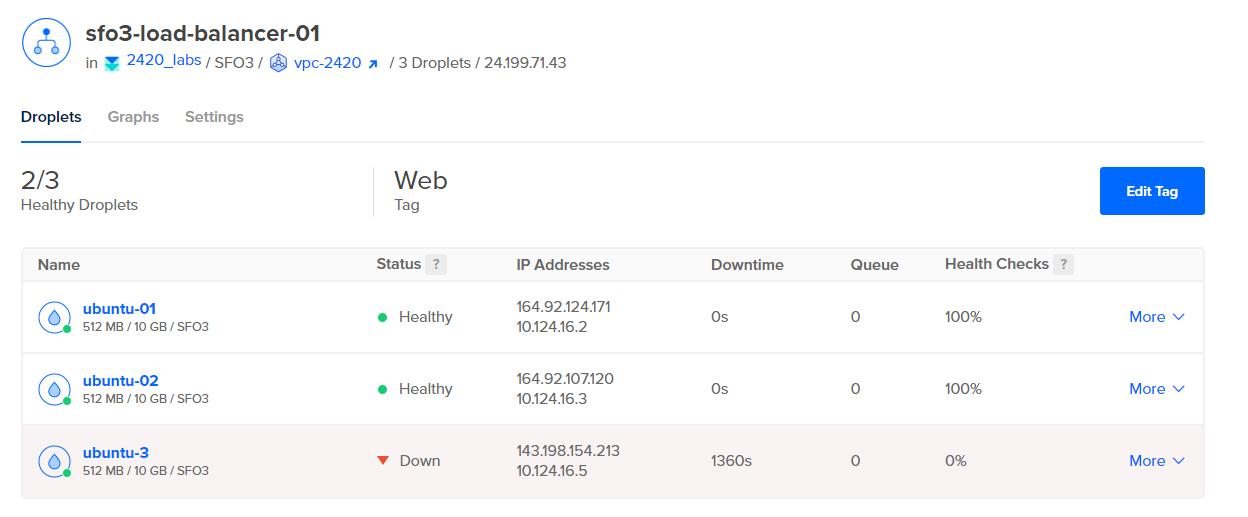 sfo3-load-balancer-01
in 2420_labs / SFO3 / vpc-2420 / 3 Droplets / 24.199.71.43
Droplets Graphs Settings
2/3
Healthy Droplets
Web
Tag
Edit Tag
Name Status ? IP Addresses Downtime Queue Health Checks ?
ubuntu-01
512 MB / 10 GB / SFO3
Healthy
164.92.124.171
10.124.16.2
0s
0
100%
More
ubuntu-02
512 MB / 10 GB / SFO3
Healthy
164.92.107.120
10.124.16.3
0s
0
100%
More
ubuntu-3
512 MB / 10 GB / SFO3
Down
143.198.154.213
10.124.16.5
1360s
0
0%
More